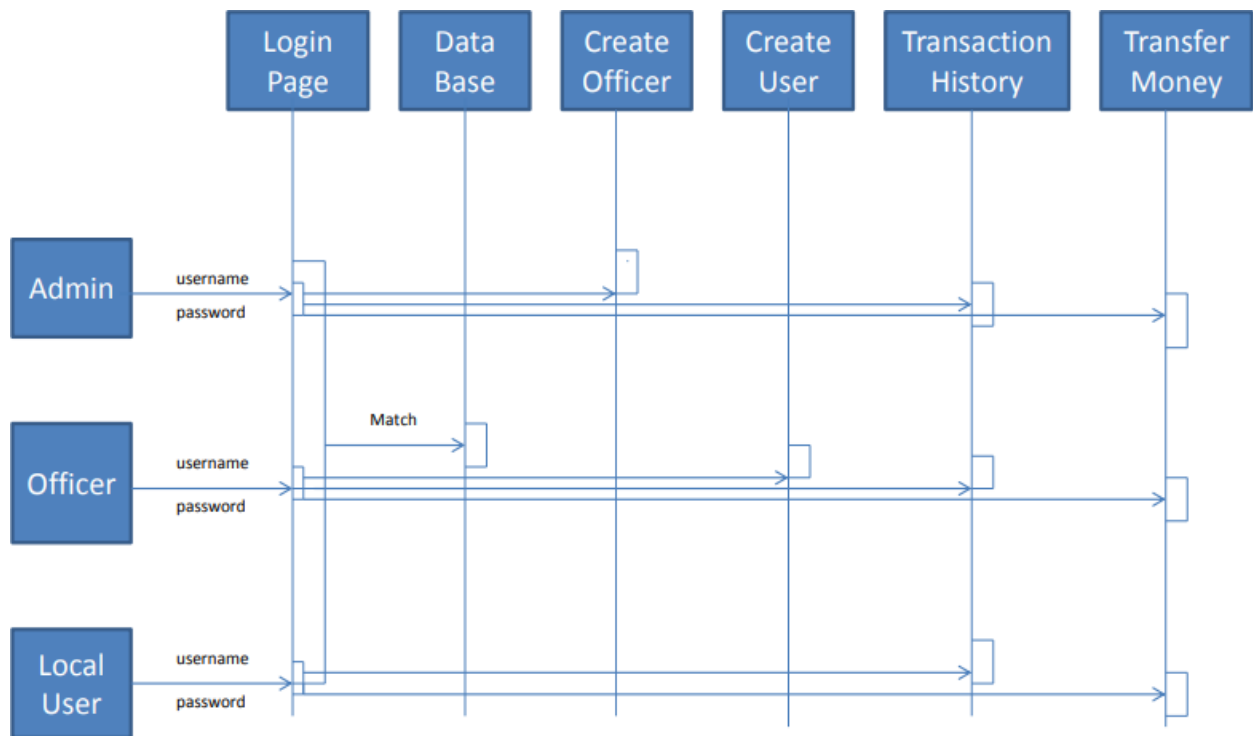 Login
Page
Data
Base
Create
Officer
Create
User
Transaction
History
Transfer
Money
Admin
username
password
Match
Officer
username
password
Local
User
username
password